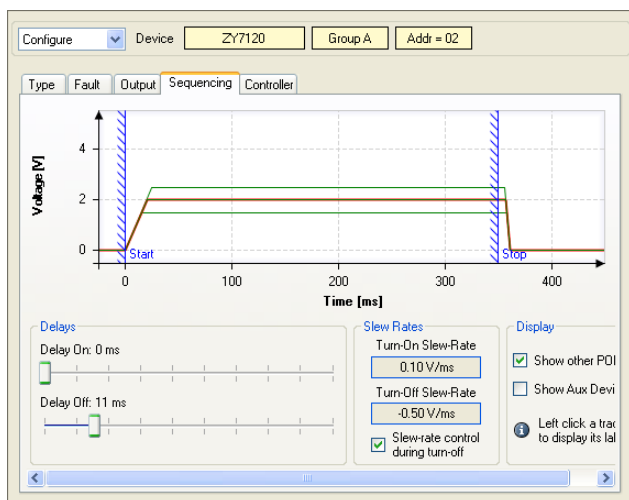 Configure Device ZY7120 Group A Addr = 02
Type Fault Output Sequencing Controller
Voltage [V]
4
2
0
Start
Stop
0 100 200 300 400
Time [ms]
Delays
Delay On: 0 ms
Delay Off: 11 ms
Slew Rates
Turn-On Slew-Rate
0.10 V/ms
Turn-Off Slew-Rate
-0.50 V/ms
Slew-rate control
during turn-off
Display
Show other POI
Show Aux Devi
Left click a trac
to display its lal